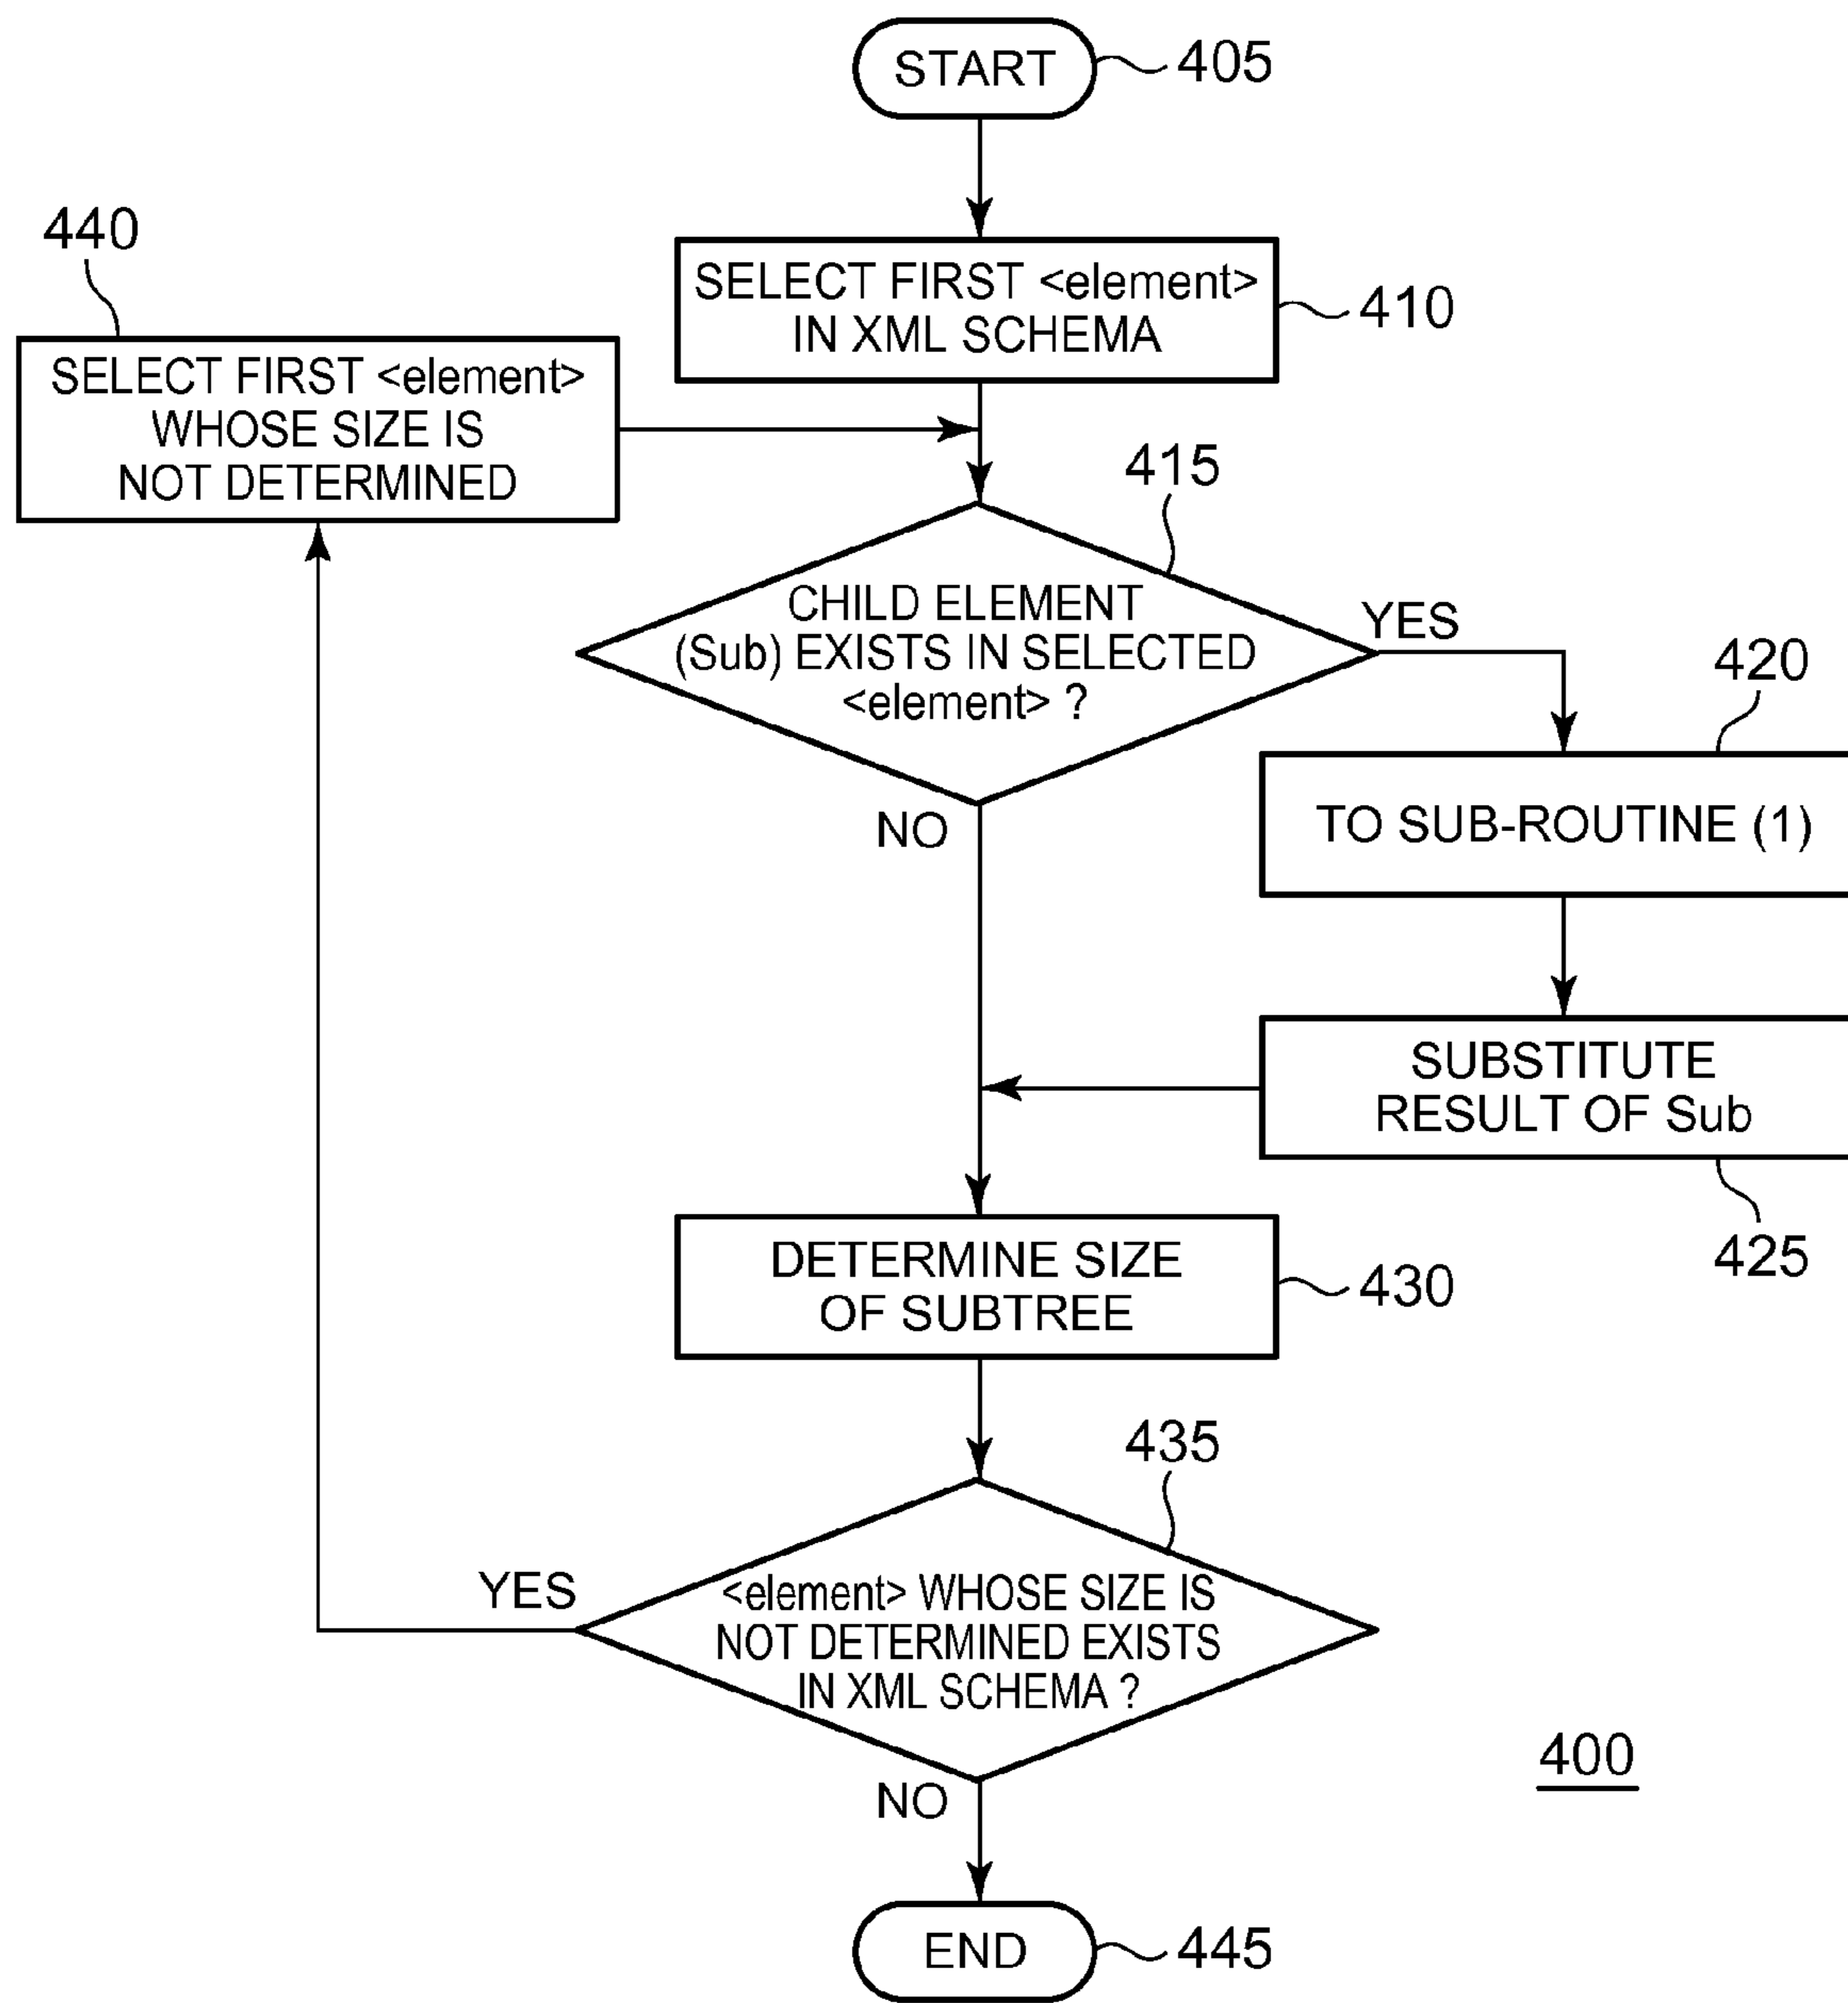 START
405
440
SELECT FIRST <element>
IN XML SCHEMA
410
SELECT FIRST <element>
WHOSE SIZE IS
NOT DETERMINED
415
CHILD ELEMENT
(Sub) EXISTS IN SELECTED
<element> ?
YES
420
NO
TO SUB-ROUTINE (1)
SUBSTITUTE
RESULT OF Sub
425
DETERMINE SIZE
OF SUBTREE
430
435
YES
<element> WHOSE SIZE IS
NOT DETERMINED EXISTS
IN XML SCHEMA ?
400
NO
END
445